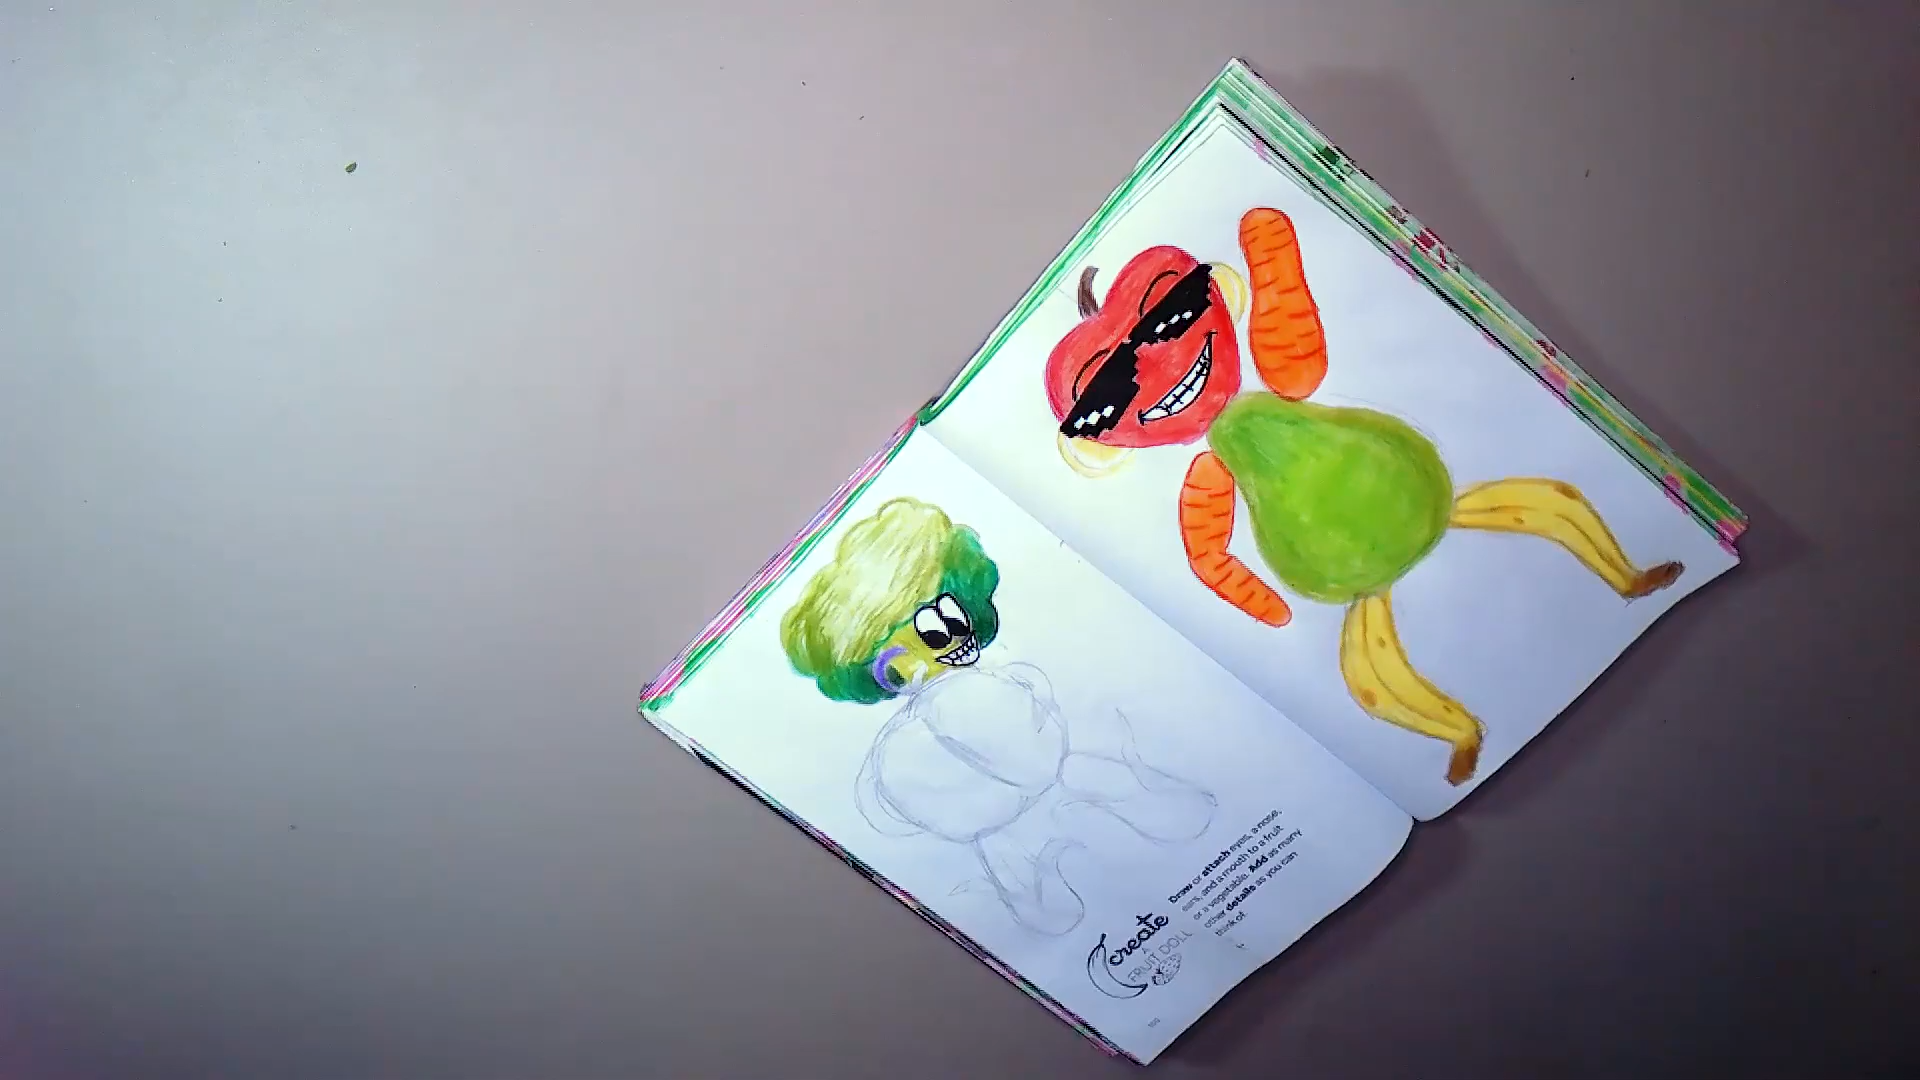 create
A
FRUIT DOLL
Draw or attach eyes, a nose,
ears, and a mouth to a fruit
or a vegetable. Add as many
other details as you can
think of.